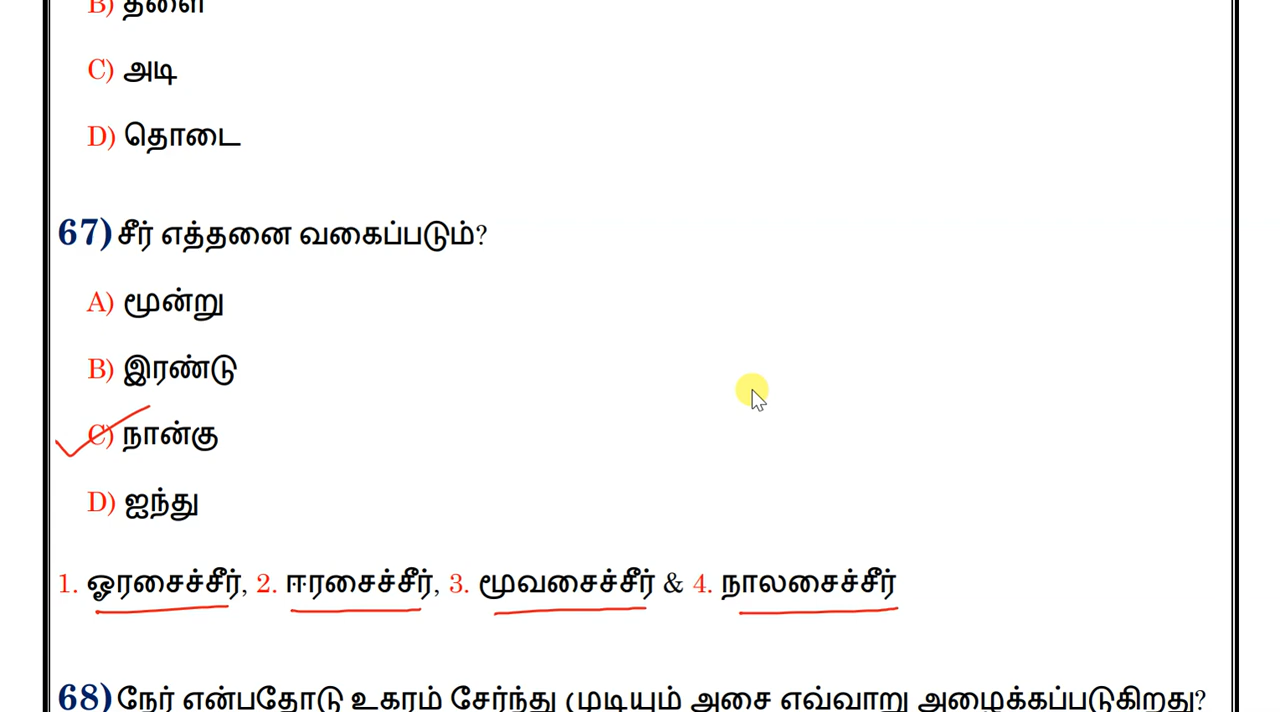 B) தளை
C) அடி
D) தொடை
67) சீர் எத்தனை வகைப்படும்?
A) மூன்று
B) இரண்டு
C) நான்கு
D) ஐந்து
1. ஓரசைச்சீர், 2. ஈரசைச்சீர், 3. மூவசைச்சீர் & 4. நாலசைச்சீர்
68) நேர் என்பதோடு உகரம் சேர்ந்து முடியும் அசை எவ்வாறு அழைக்கப்படுகிறது?